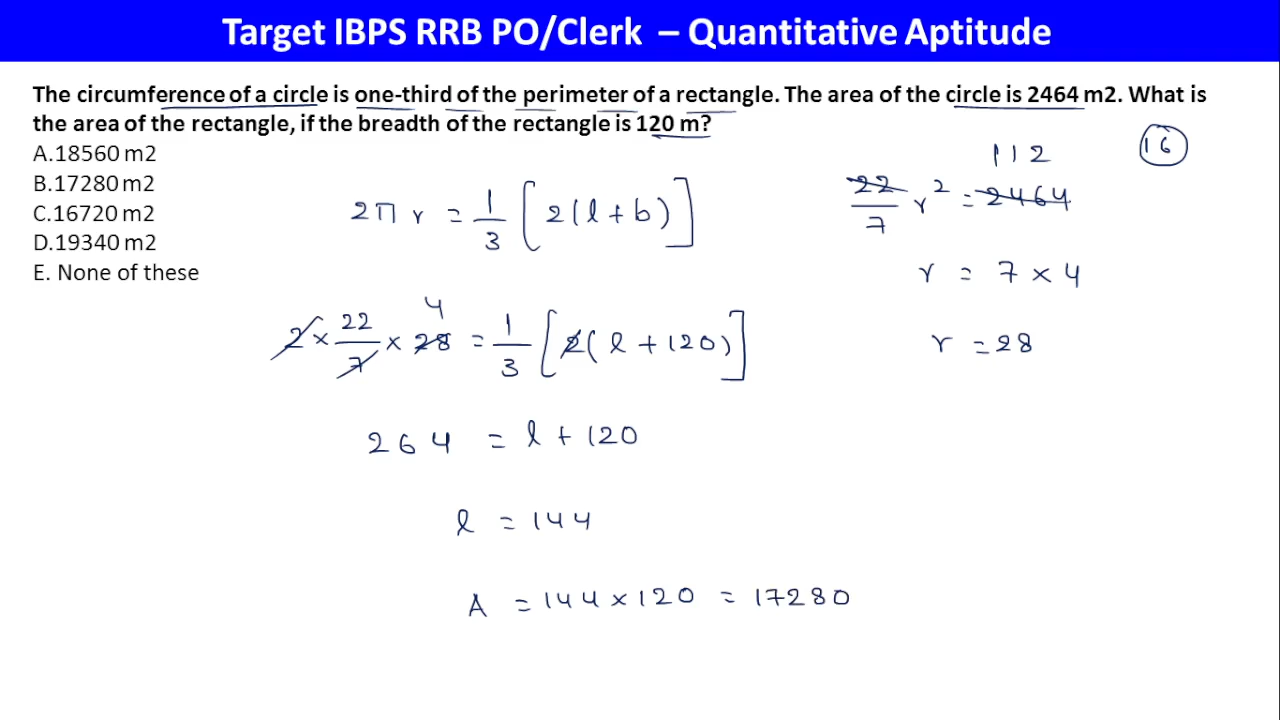 Target IBPS RRB PO/Clerk – Quantitative Aptitude
The circumference of a circle is one-third of the perimeter of a rectangle. The area of the circle is 2464 m2. What is
the area of the rectangle, if the breadth of the rectangle is 120 m?
A.18560 m2
B.17280 m2
C.16720 m2
D.19340 m2
E. None of these
16
112
22/7 r² = 2464
2π r = 1/3 [2(l + b)]
r = 7 × 4
4
2 × 22/7 × 28 = 1/3 [2(l + 120)]
r = 28
264 = l + 120
l = 144
A = 144 × 120 = 17280